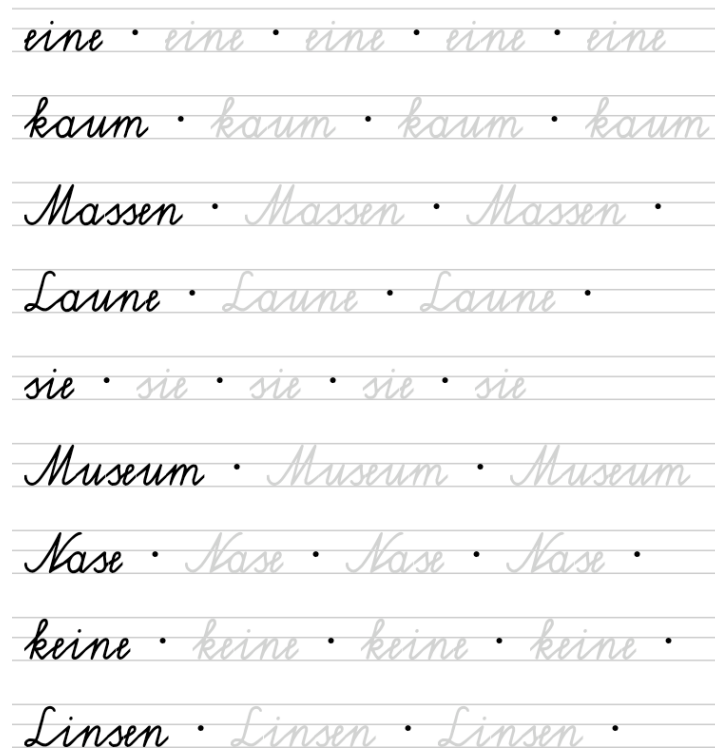 eine · eine · eine · eine · eine
kaum · kaum · kaum · kaum
Massen · Massen · Massen ·
Laune · Laune · Laune ·
sie · sie · sie · sie · sie
Museum · Museum · Museum
Nase · Nase · Nase · Nase ·
keine · keine · keine · keine ·
Linsen · Linsen · Linsen ·